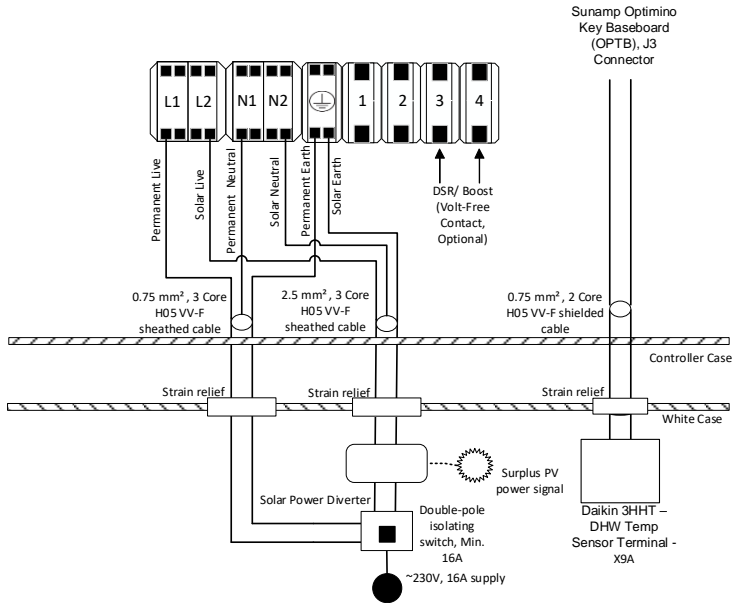 Sunamp Optimino
Key Baseboard
(OPTB), J3
Connector
L1
L2
N1
N2
1
2
3
4
Permanent Live
Solar Live
Permanent Neutral
Solar Neutral
Permanent Earth
Solar Earth
DSR/ Boost
(Volt-Free
Contact,
Optional)
0.75 mm², 3 Core
H05 VV-F
sheathed cable
2.5 mm², 3 Core
H05 VV-F
sheathed cable
0.75 mm², 2 Core
H05 VV-F shielded
cable
Controller Case
Strain relief
Strain relief
Strain relief
White Case
Surplus PV
power signal
Solar Power Diverter
Double-pole
isolating
switch, Min.
16A
~230V, 16A supply
Daikin 3HHT –
DHW Temp
Sensor Terminal -
X9A